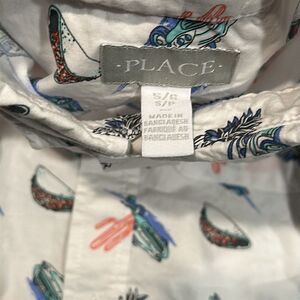 ·PLACE·
S/C
S/P
MADE IN
BANGLADESH
FABRIQUÉ AU
BANGLADESH